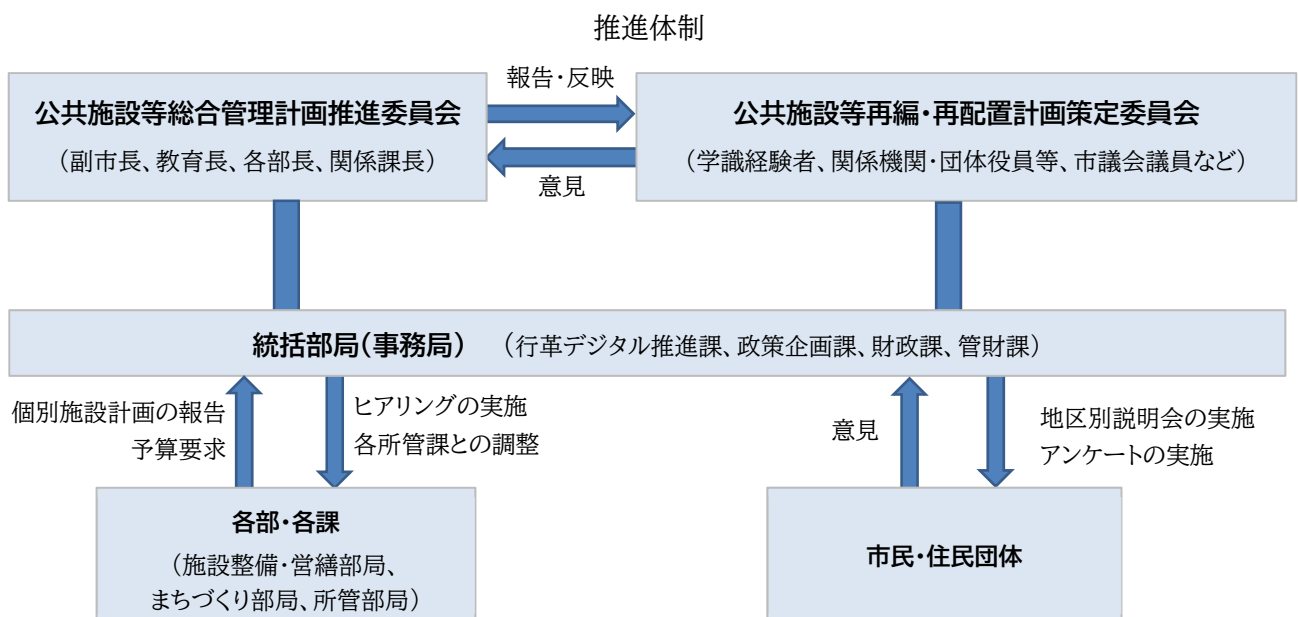 推進体制
報告・反映
公共施設等総合管理計画推進委員会
（副市長、教育長、各部長、関係課長）
公共施設等再編・再配置計画策定委員会
（学識経験者、関係機関・団体役員等、市議会議員など）
意見
統括部局（事務局） （行革デジタル推進課、政策企画課、財政課、管財課）
個別施設計画の報告
予算要求
ヒアリングの実施
各所管課との調整
意見
地区別説明会の実施
アンケートの実施
各部・各課
（施設整備・営繕部局、
まちづくり部局、所管部局）
市民・住民団体